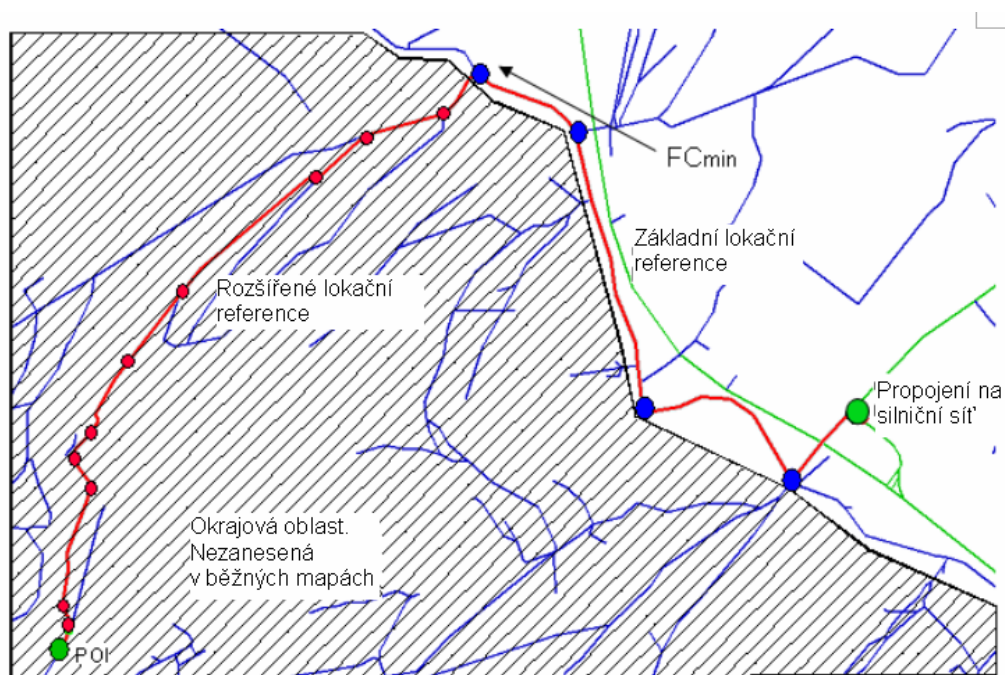 FCmin
Základní lokační
reference
Rozšířené lokační
reference
Propojení na
silniční síť
Okrajová oblast.
Nezanesená
v běžných mapách
POI